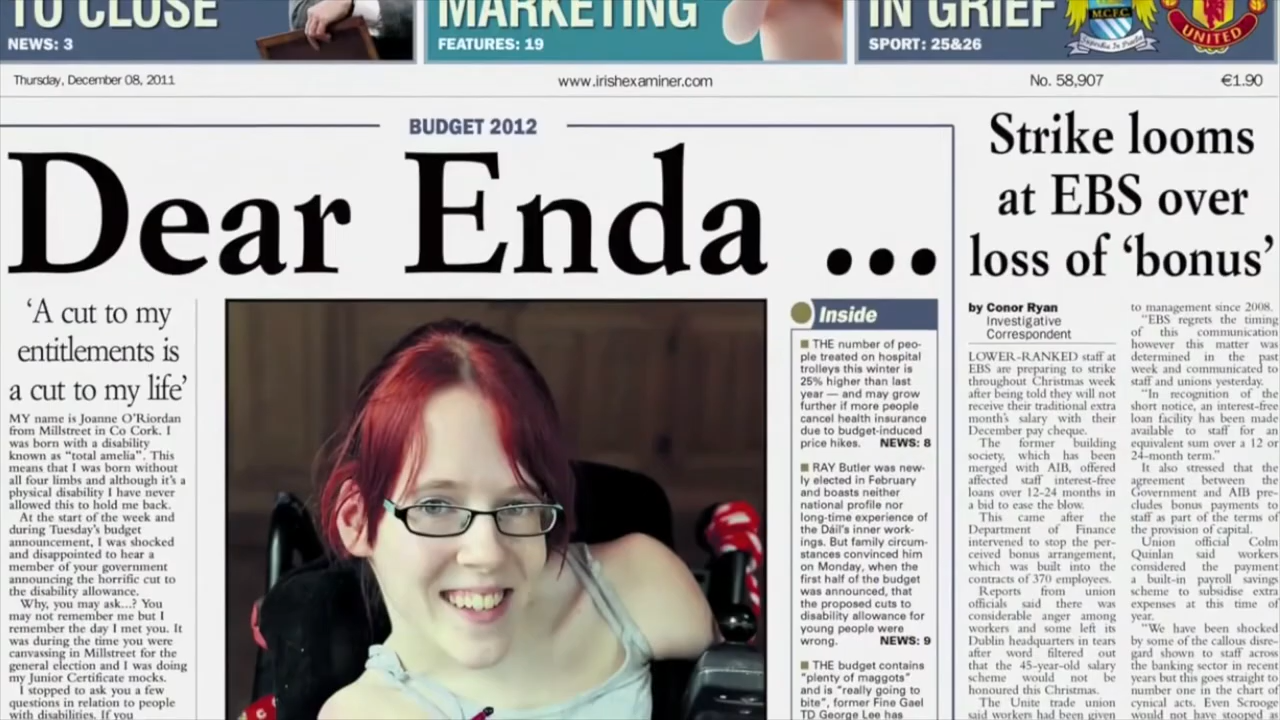 TO CLOSE
NEWS: 3
MARKETING
FEATURES: 19
IN GRIEF
SPORT: 25&26
M.C.F.C.
UNITED
Thursday, December 08, 2011
www.irishexaminer.com
No. 58,907
€1.90
BUDGET 2012
Dear Enda ...
'A cut to my
entitlements is
a cut to my life'
MY name is Joanne O'Riordan
from Millstreet in Co Cork. I
was born with a disability
known as "total amelia". This
means that I was born without
all four limbs and although it's a
physical disability I have never
allowed this to hold me back.
At the start of the week and
during Tuesday's budget
announcement, I was shocked
and disappointed to hear a
member of your government
announcing the horrific cut to
the disability allowance.
Why, you may ask...? You
may not remember me but I
remember the day I met you. It
was during the time you were
canvassing in Millstreet for the
general election and I was doing
my Junior Certificate mocks.
I stopped to ask you a few
questions in relation to people
with disabilities. If you
Inside
THE number of peo-
ple treated on hospital
trolleys this winter is
25% higher than last
year — and may grow
further if more people
cancel health insurance
due to budget-induced
price hikes. NEWS: 8
RAY Butler was new-
ly elected in February
and boasts neither
national profile nor
long-time experience of
the Dáil's inner work-
ings. But family circum-
stances convinced him
on Monday, when the
first half of the budget
was announced, that
the proposed cuts to
disability allowance for
young people were
wrong. NEWS: 9
THE budget contains
"plenty of maggots"
and is "really going to
bite", former Fine Gael
TD George Lee has
Strike looms
at EBS over
loss of 'bonus'
by Conor Ryan
Investigative
Correspondent
LOWER-RANKED staff at
EBS are preparing to strike
throughout Christmas week
after being told they will not
receive their traditional extra
month's salary with their
December pay cheque.
The former building
society, which has been
merged with AIB, offered
affected staff interest-free
loans over 12-24 months in
a bid to ease the blow.
This came after the
Department of Finance
intervened to stop the per-
ceived bonus arrangement,
which was built into the
contracts of 370 employees.
Reports from union
officials said there was
considerable anger among
workers and some left its
Dublin headquarters in tears
after word filtered out
that the 45-year-old salary
scheme would not be
honoured this Christmas.
The Unite trade union
said workers had been given
to management since 2008.
"EBS regrets the timing
of this communication
however this matter was
determined in the past
week and communicated to
staff and unions yesterday.
"In recognition of the
short notice, an interest-free
loan facility has been made
available to staff for an
equivalent sum over a 12 or
24-month term."
It also stressed that the
agreement between the
Government and AIB pre-
cludes bonus payments to
staff as part of the terms of
the provision of capital.
Union official Colm
Quinlan said workers
considered the payment
a built-in payroll savings
scheme to subsidise extra
expenses at this time of
year.
"We have been shocked
by some of the callous disre-
gard shown to staff across
the banking sector in recent
years but this goes straight to
number one in the chart of
cynical acts. Even Scrooge
would not have stooped as